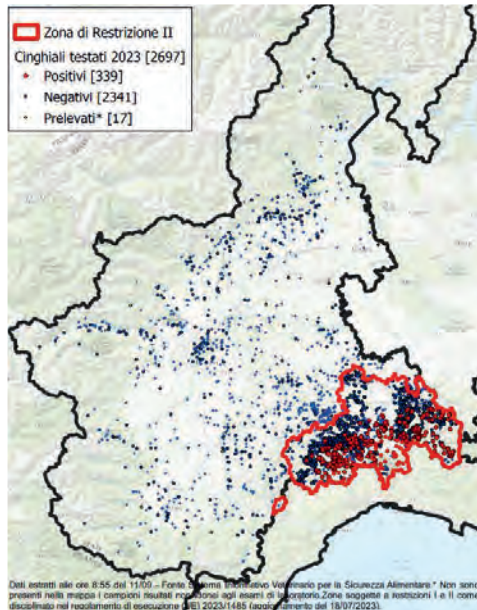 Zona di Restrizione II
Cinghiali testati 2023 [2697]
Positivi [339]
Negativi [2341]
Prelevati* [17]
Dati estratti alle ore 8:55 del 11/09 – Fonte Sistema Informativo Veterinario per la Sicurezza Alimentare * Non sono
presenti nella mappa i campioni risultati non idonei agli esami di laboratorio. Zone soggette a restrizioni I e II come
disciplinato nel regolamento di esecuzione (UE) 2023/1485 (aggiornamento del 18/07/2023).